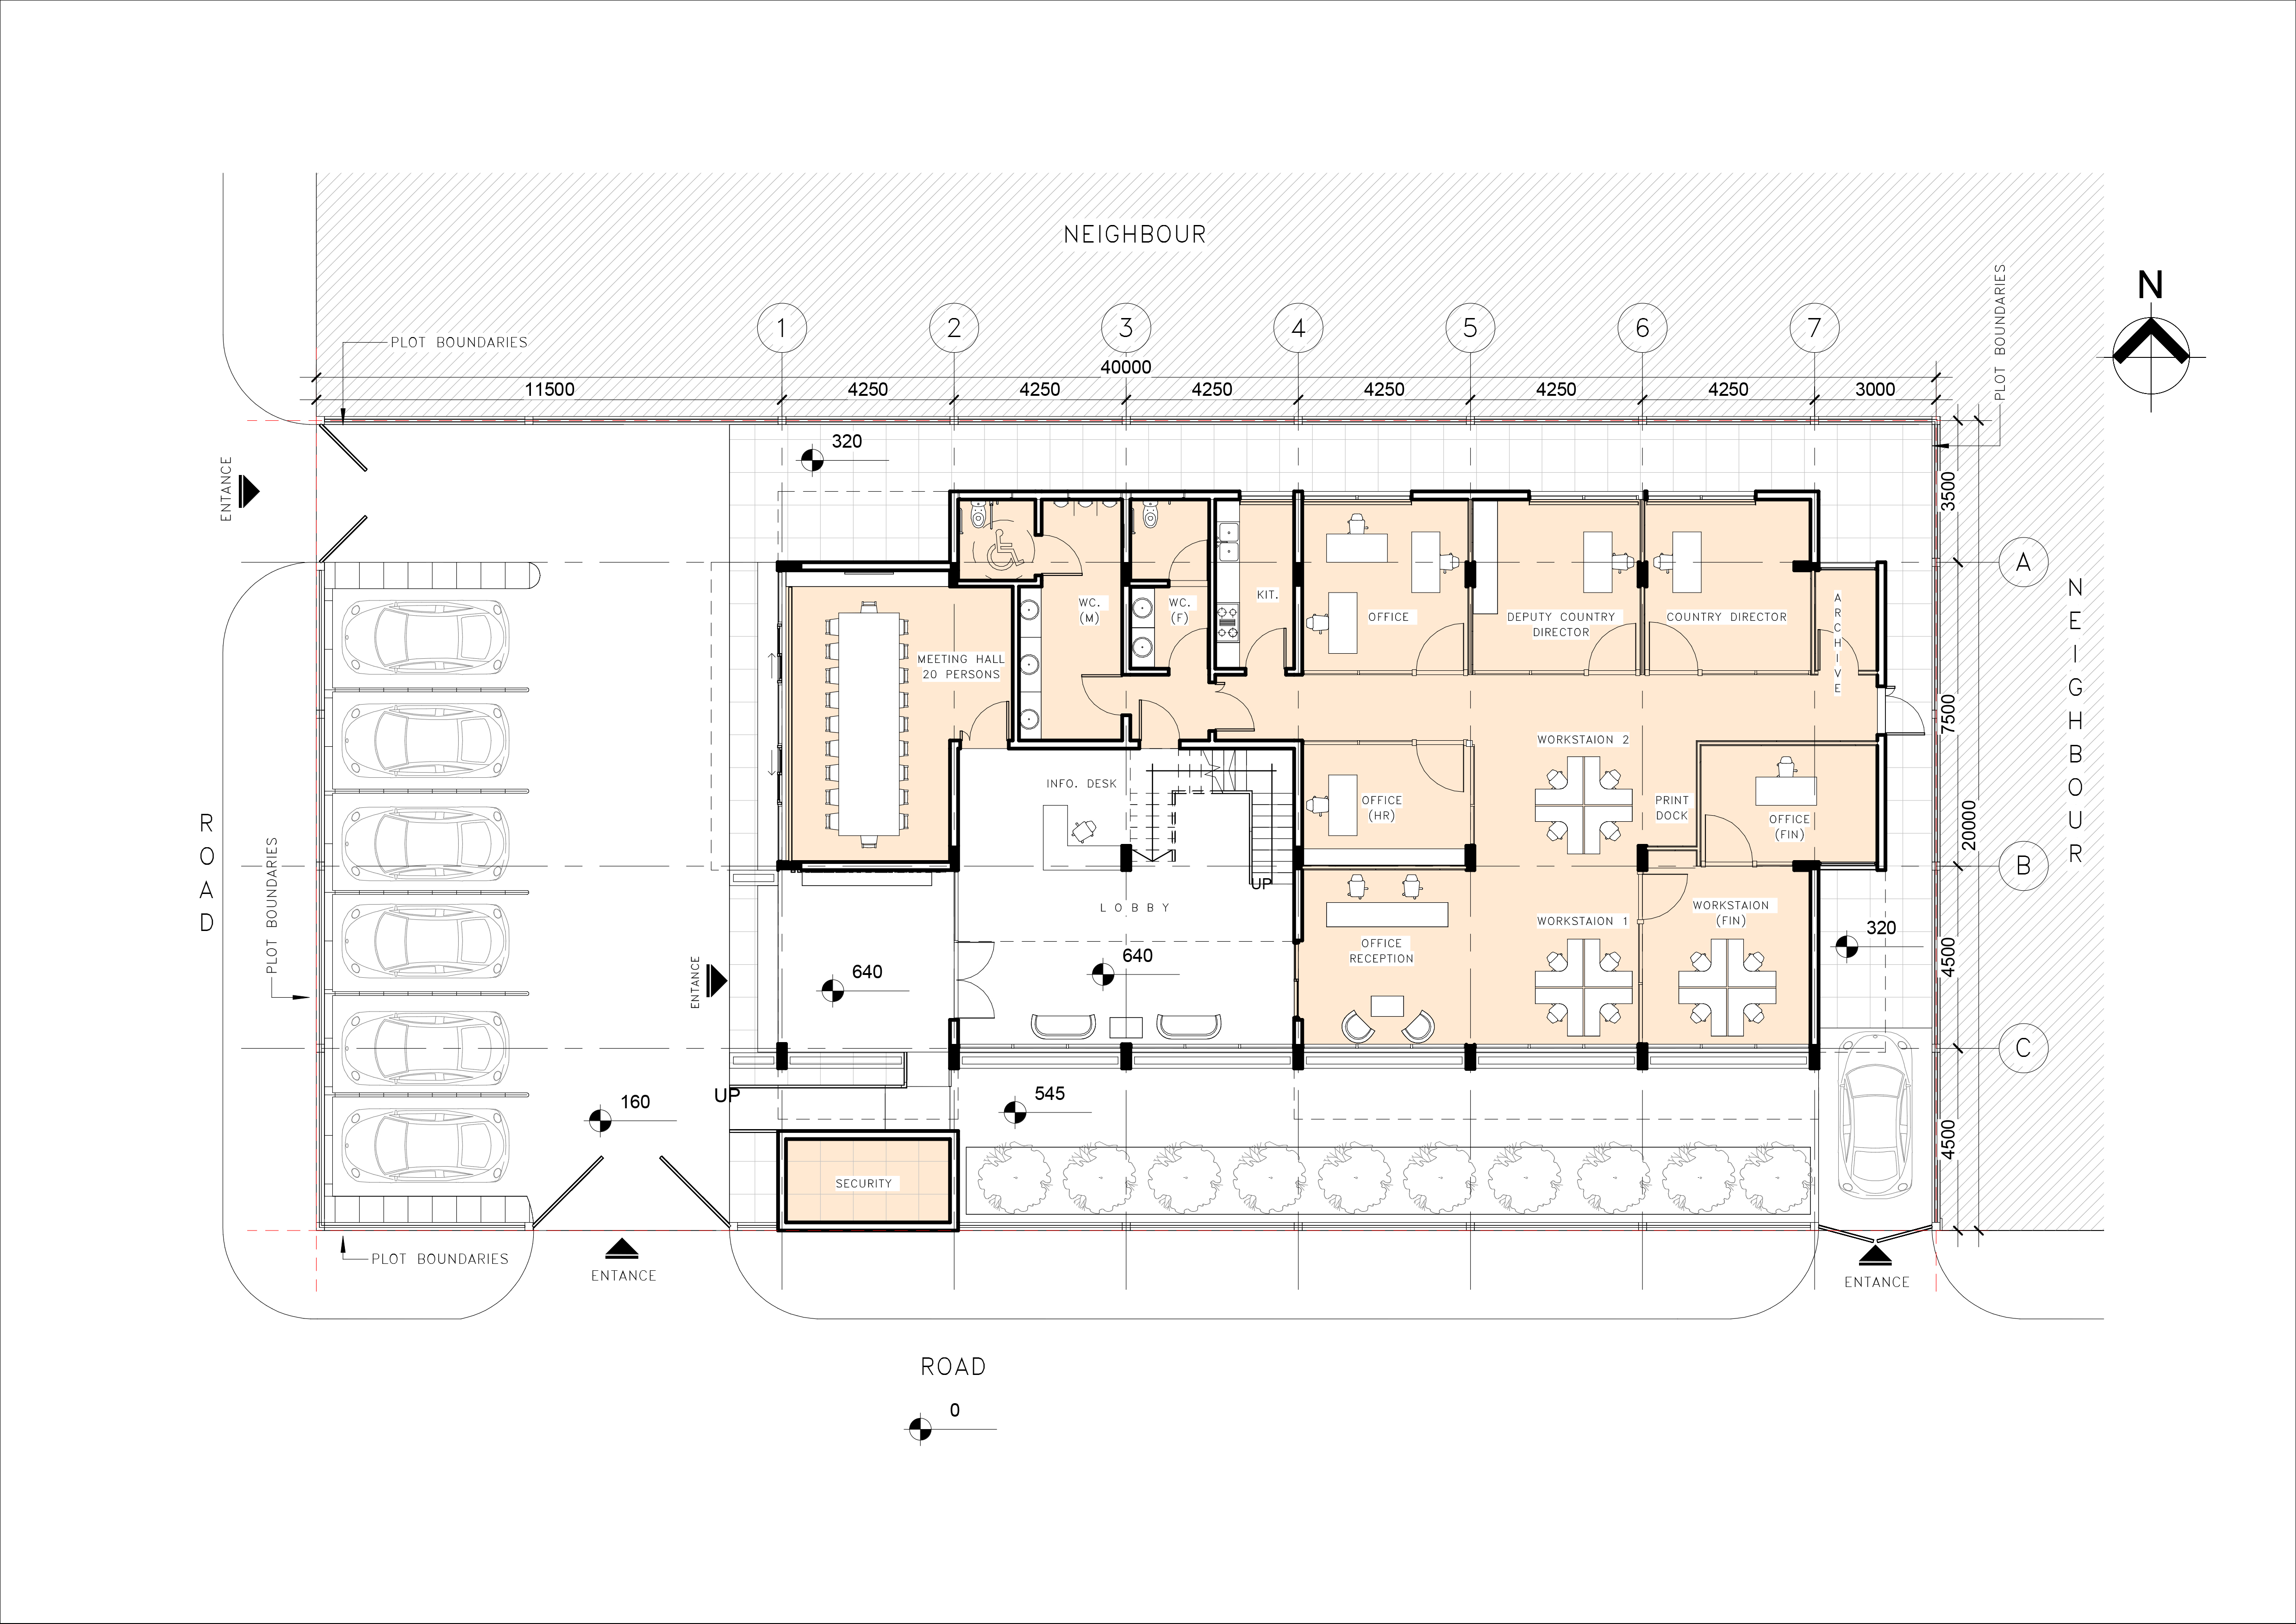 NEIGHBOUR
N
PLOT BOUNDARIES
1
2
3
4
5
6
7
PLOT BOUNDARIES
40000
11500
4250
4250
4250
4250
4250
4250
3000
ENTANCE
320
3500
A
NEIGHBOUR
KIT.
WC.
(M)
WC.
(F)
OFFICE
DEPUTY COUNTRY
DIRECTOR
COUNTRY DIRECTOR
ARCHIVE
MEETING HALL
20 PERSONS
7500
WORKSTAION 2
INFO. DESK
OFFICE
(HR)
PRINT
DOCK
OFFICE
(FIN)
20000
ROAD
PLOT BOUNDARIES
B
UP
LOBBY
WORKSTAION 1
WORKSTAION
(FIN)
OFFICE
RECEPTION
320
4500
ENTANCE
640
640
C
UP
160
545
4500
SECURITY
PLOT BOUNDARIES
ENTANCE
ENTANCE
ROAD
0